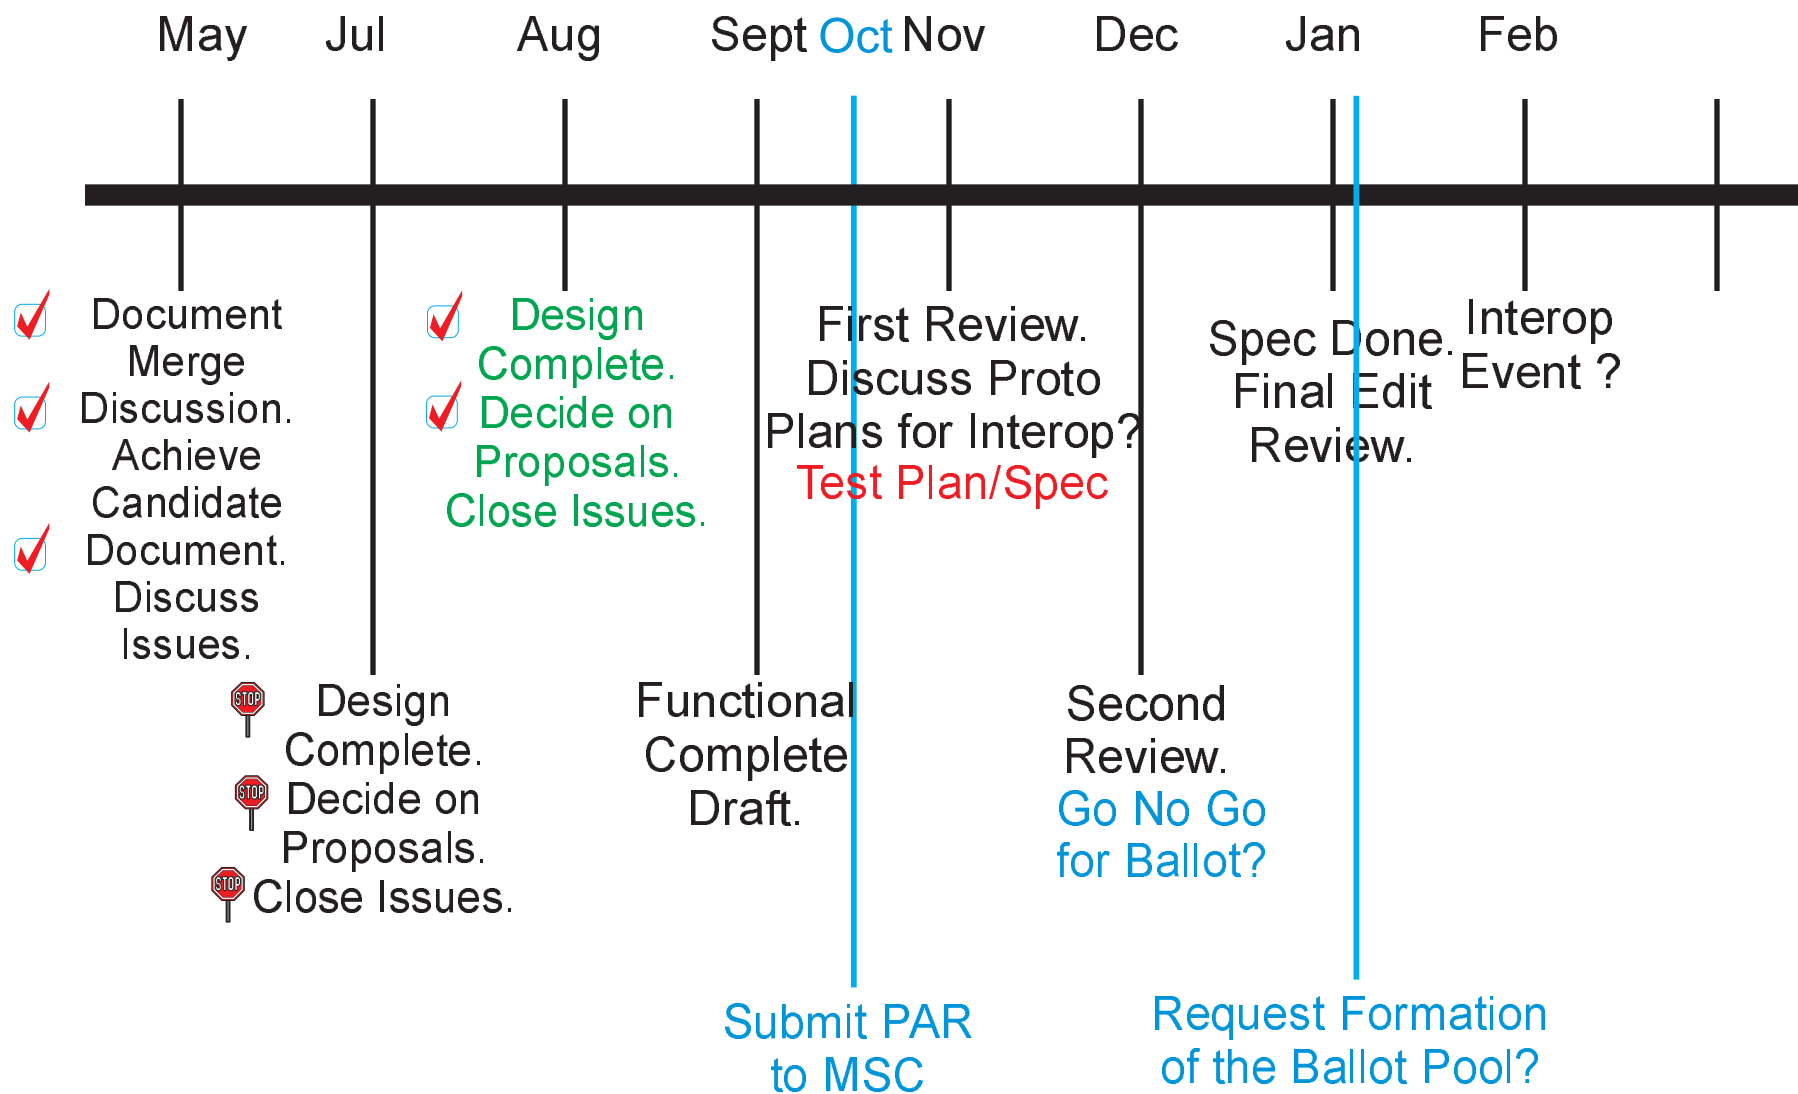 May Jul Aug Sept Oct Nov Dec Jan Feb
Document
Merge
Discussion.
Achieve
Candidate
Document.
Discuss
Issues.
STOP
Design
Complete.
STOP
Decide on
Proposals.
STOP
Close Issues.
Design
Complete.
Decide on
Proposals.
Close Issues.
Functional
Complete
Draft.
Submit PAR
to MSC
First Review.
Discuss Proto
Plans for Interop?
Test Plan/Spec
Second
Review.
Go No Go
for Ballot?
Spec Done.
Final Edit
Review.
Request Formation
of the Ballot Pool?
Interop
Event ?